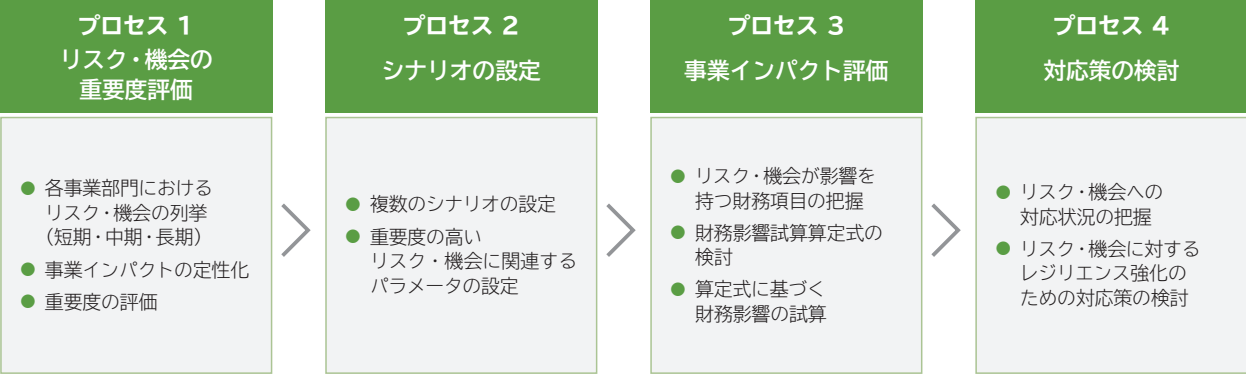 プロセス 1
リスク・機会の
重要度評価
● 各事業部門における
リスク・機会の列挙
（短期・中期・長期）
● 事業インパクトの定性化
● 重要度の評価
プロセス 2
シナリオの設定
● 複数のシナリオの設定
● 重要度の高い
リスク・機会に関連する
パラメータの設定
プロセス 3
事業インパクト評価
● リスク・機会が影響を
持つ財務項目の把握
● 財務影響試算算定式の
検討
● 算定式に基づく
財務影響の試算
プロセス 4
対応策の検討
● リスク・機会への
対応状況の把握
● リスク・機会に対する
レジリエンス強化の
ための対応策の検討